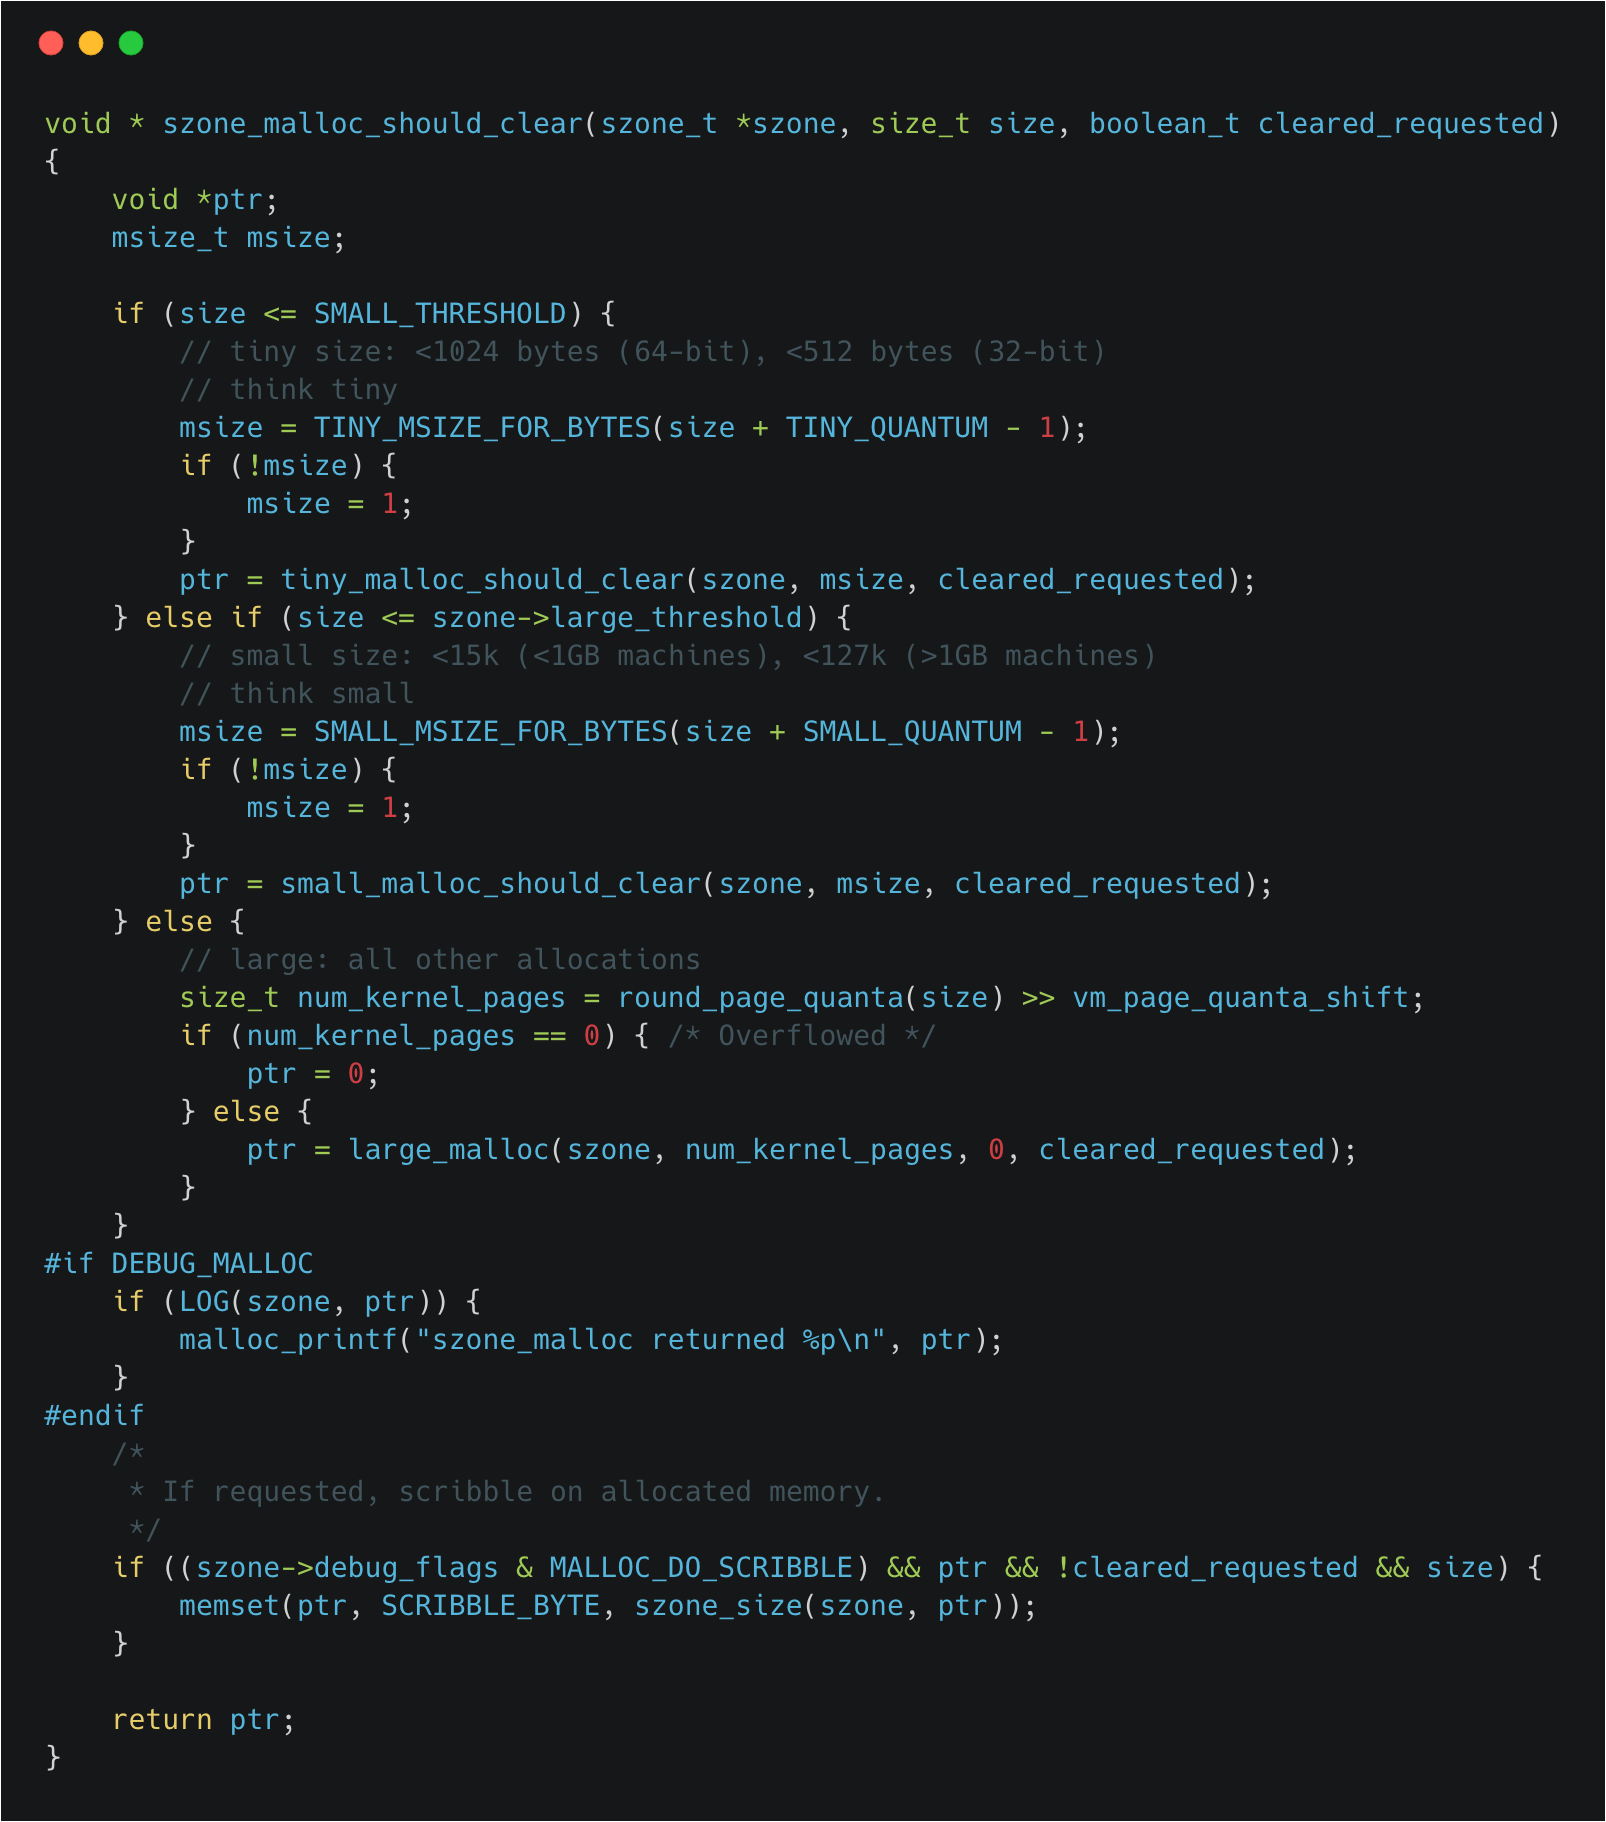 void * szone_malloc_should_clear(szone_t *szone, size_t size, boolean_t cleared_requested)
{
    void *ptr;
    msize_t msize;

    if (size <= SMALL_THRESHOLD) {
        // tiny size: <1024 bytes (64-bit), <512 bytes (32-bit)
        // think tiny
        msize = TINY_MSIZE_FOR_BYTES(size + TINY_QUANTUM - 1);
        if (!msize) {
            msize = 1;
        }
        ptr = tiny_malloc_should_clear(szone, msize, cleared_requested);
    } else if (size <= szone->large_threshold) {
        // small size: <15k (<1GB machines), <127k (>1GB machines)
        // think small
        msize = SMALL_MSIZE_FOR_BYTES(size + SMALL_QUANTUM - 1);
        if (!msize) {
            msize = 1;
        }
        ptr = small_malloc_should_clear(szone, msize, cleared_requested);
    } else {
        // large: all other allocations
        size_t num_kernel_pages = round_page_quanta(size) >> vm_page_quanta_shift;
        if (num_kernel_pages == 0) { /* Overflowed */
            ptr = 0;
        } else {
            ptr = large_malloc(szone, num_kernel_pages, 0, cleared_requested);
        }
    }
#if DEBUG_MALLOC
    if (LOG(szone, ptr)) {
        malloc_printf("szone_malloc returned %p\n", ptr);
    }
#endif
    /*
     * If requested, scribble on allocated memory.
     */
    if ((szone->debug_flags & MALLOC_DO_SCRIBBLE) && ptr && !cleared_requested && size) {
        memset(ptr, SCRIBBLE_BYTE, szone_size(szone, ptr));
    }

    return ptr;
}